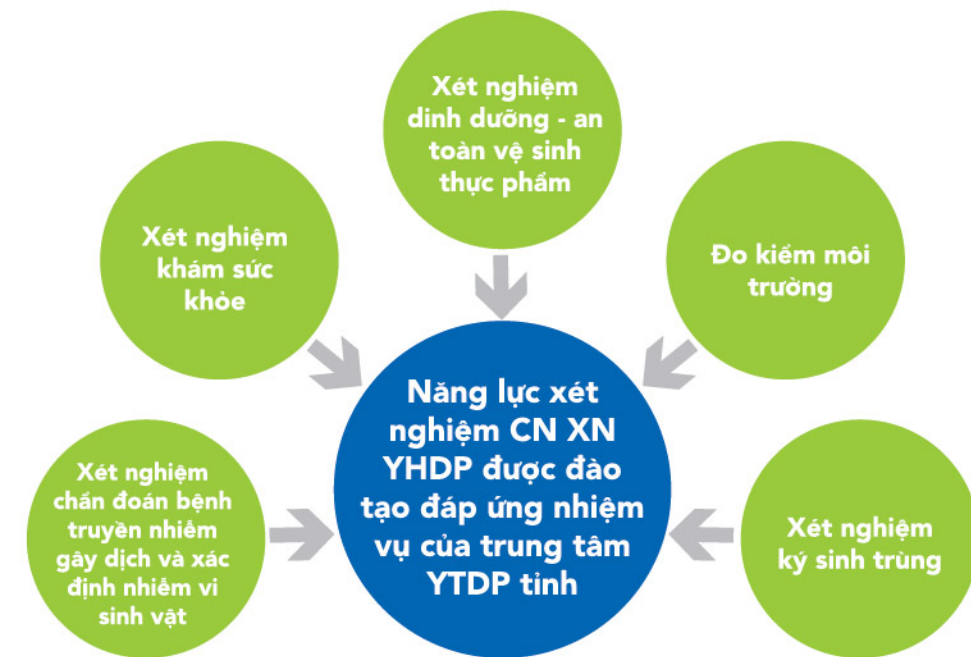 Xét nghiệm
dinh dưỡng - an
toàn vệ sinh
thực phẩm
Xét nghiệm
khám sức
khỏe
Đo kiểm môi
trường
Năng lực xét
nghiệm CN XN
YHDP được đào
tạo đáp ứng nhiệm
vụ của trung tâm
YTDP tỉnh
Xét nghiệm
chẩn đoán bệnh
truyền nhiễm
gây dịch và xác
định nhiễm vi
sinh vật
Xét nghiệm
ký sinh trùng